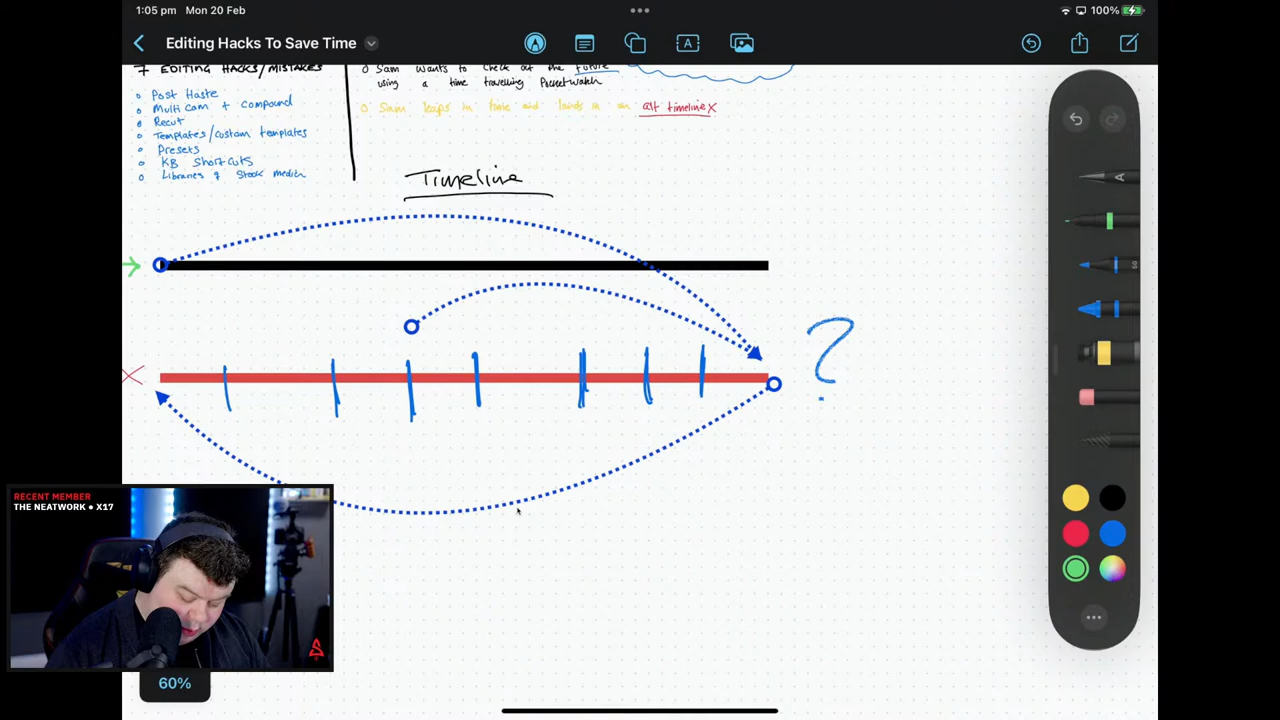 1:05 pm Mon 20 Feb
100%
Editing Hacks To Save Time
7 EDITING HACKS/MISTAKES
Post Haste
Multi cam + compound
Recut
Templates/custom templates
Presets
KB Shortcuts
Libraries & Stock media
Sam wants to check out the future
using a time travelling Pocketwatch
Sam leaps in time and lands in an alt timeline X
Timeline
?
A
A
50
RECENT MEMBER
THE NEATWORK • X17
60%